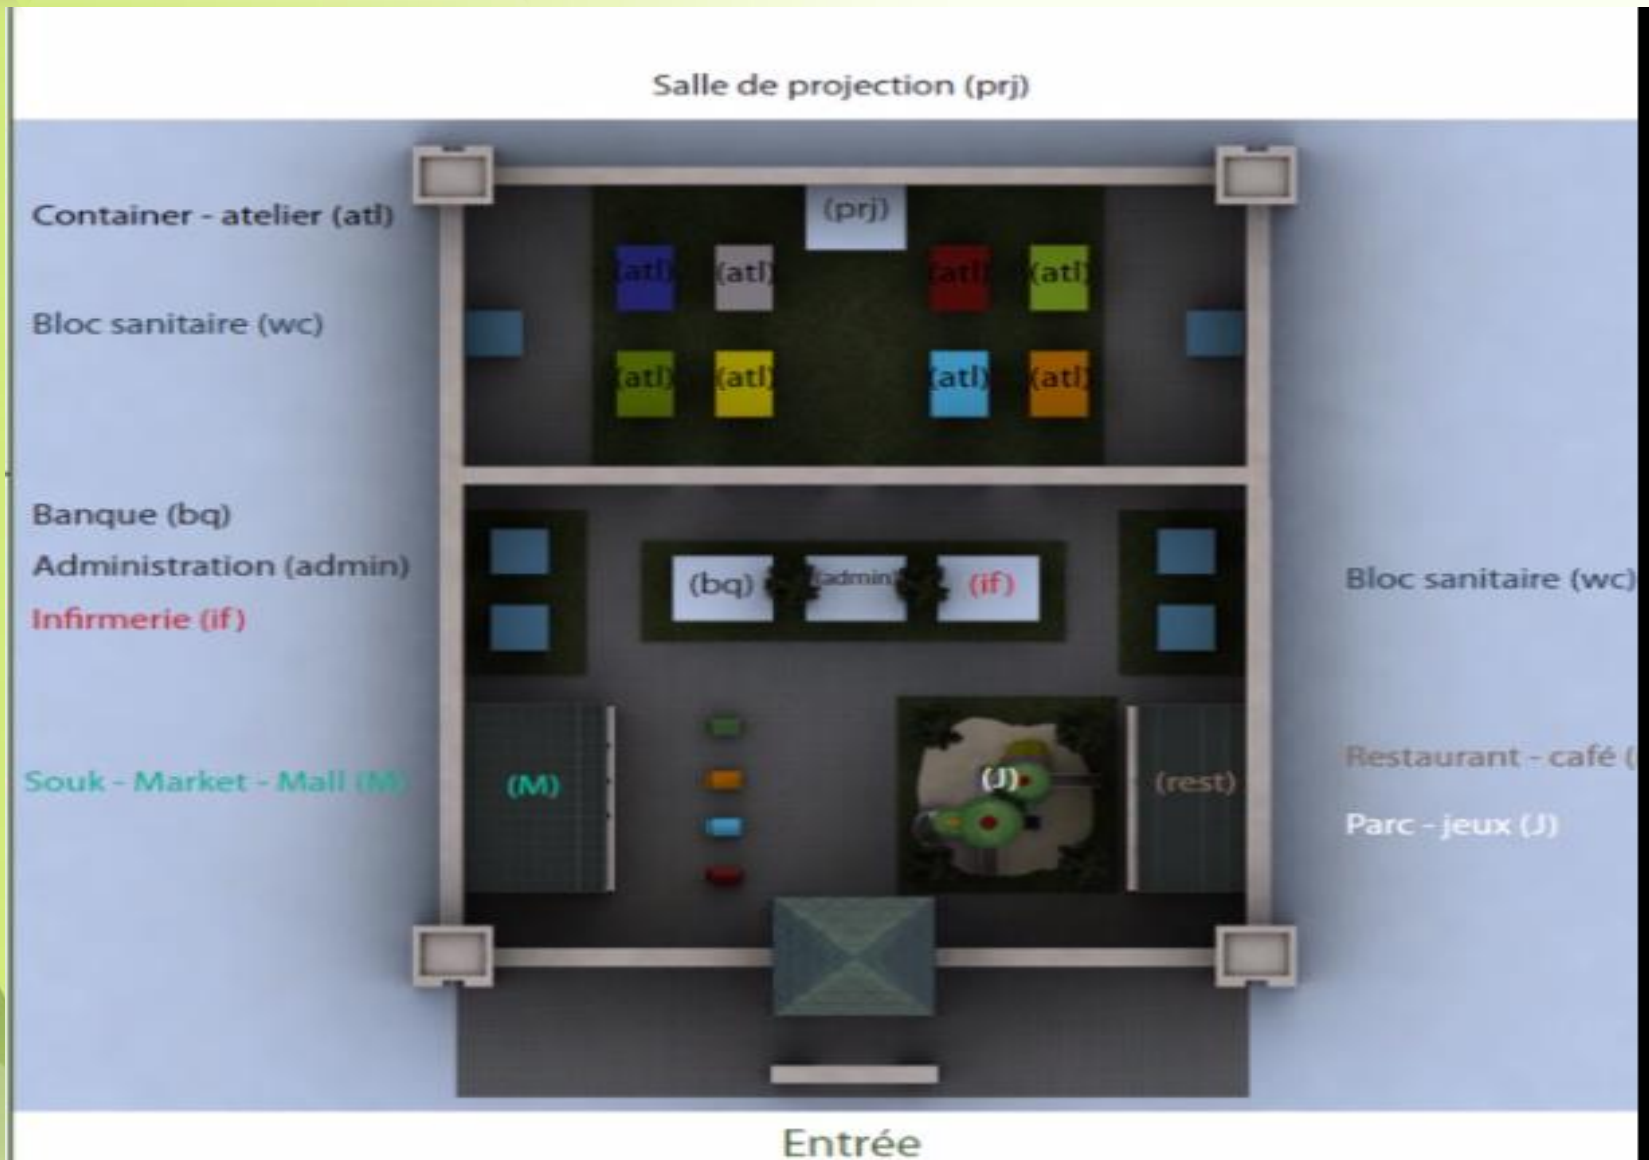 Salle de projection (prj)
Container - atelier (atl)
(prj)
(atl) (atl) (atl) (atl)
Bloc sanitaire (wc)
(atl) (atl) (atl) (atl)
Banque (bq)
Administration (admin)
Infirmerie (if)
(bq) (admin) (if)
Bloc sanitaire (wc)
Souk - Market - Mall (M)
(M)
(J)
(rest)
Restaurant - café (
Parc - jeux (J)
Entrée